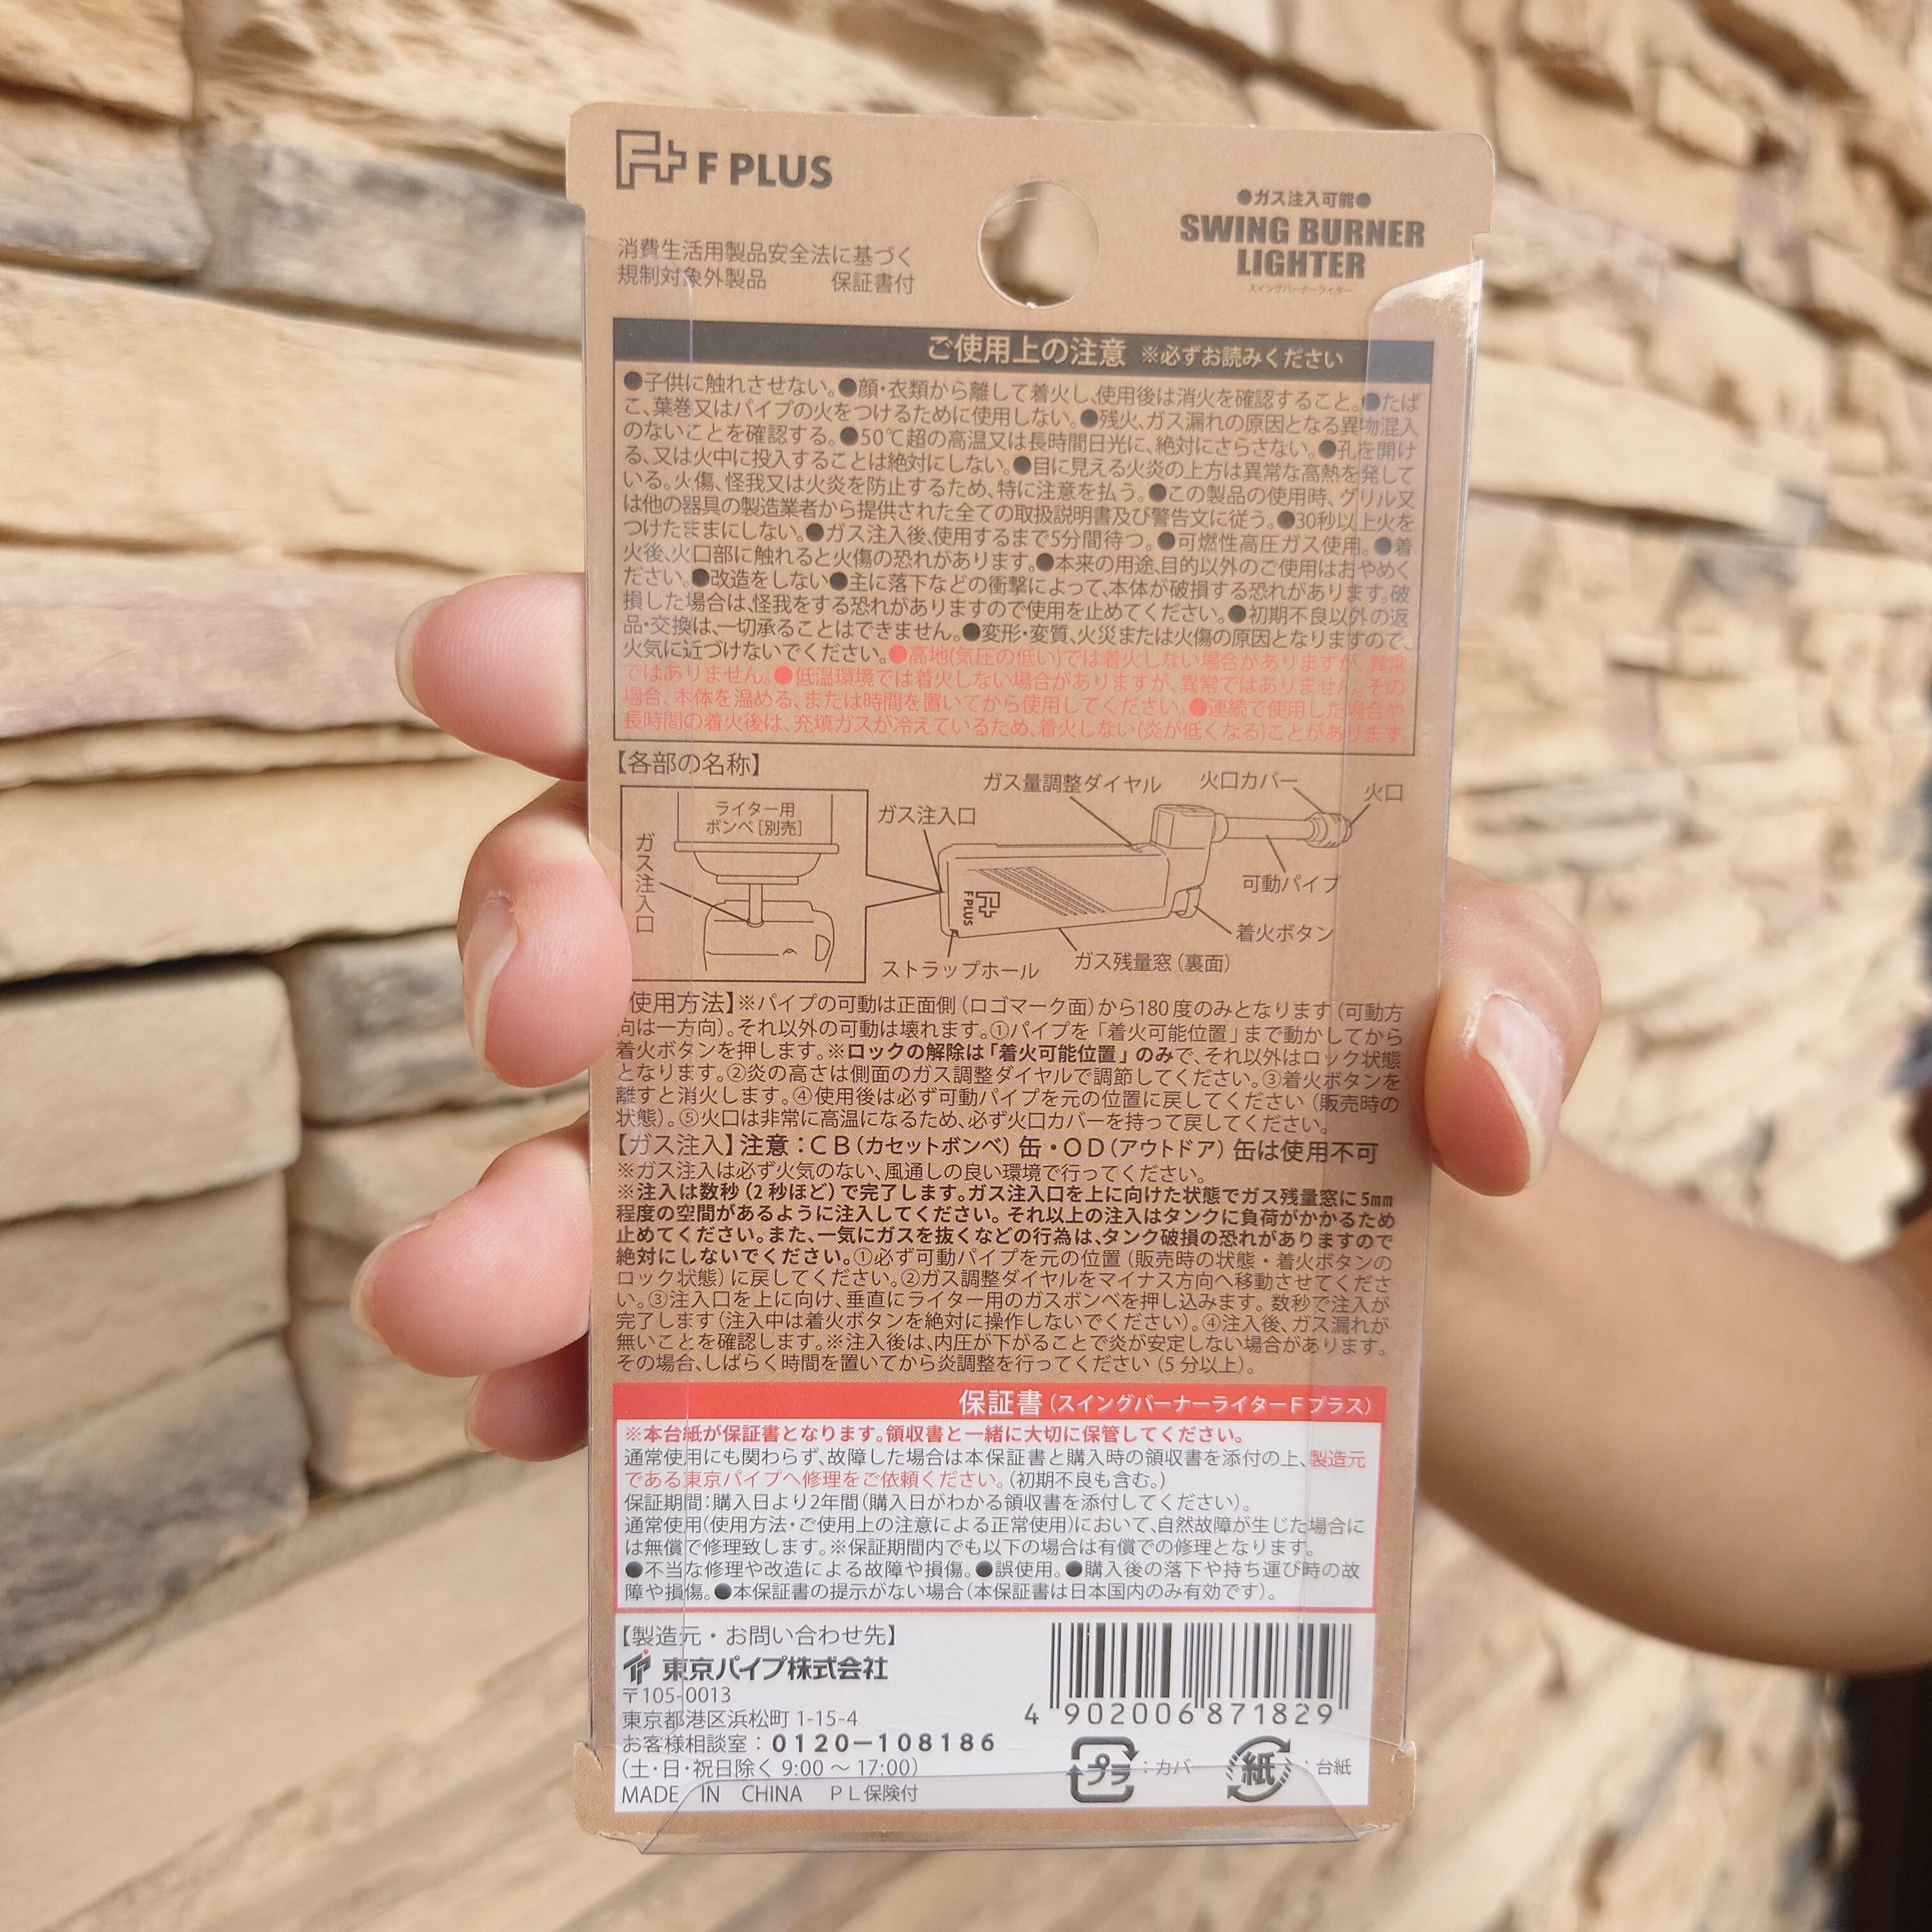 F PLUS
●ガス注入可能●
SWING BURNER
LIGHTER
スイングバーナーライター
消費生活用製品安全法に基づく
規制対象外製品 保証書付
ご使用上の注意 ※必ずお読みください
●子供に触れさせない。●顔・衣類から離して着火し、使用後は消火を確認すること。●たば
こ、葉巻又はパイプの火をつけるために使用しない。●残火、ガス漏れの原因となる異物混入
のないことを確認する。●50℃超の高温又は長時間日光に、絶対にさらさない。●孔を開け
る、又は火中に投入することは絶対にしない。●目に見える火炎の上方は異常な高熱を発して
いる。火傷、怪我又は火炎を防止するため、特に注意を払う。●この製品の使用時、グリル又
は他の器具の製造業者から提供された全ての取扱説明書及び警告文に従う。●30秒以上火を
つけたままにしない。●ガス注入後、使用するまで5分間待つ。●可燃性高圧ガス使用。●着
火後、火口部に触れると火傷の恐れがあります。●本来の用途、目的以外のご使用はおやめく
ださい。●改造をしない●主に落下などの衝撃によって、本体が破損する恐れがあります。破
損した場合は、怪我をする恐れがありますので使用を止めてください。●初期不良以外の返
品・交換は、一切承ることはできません。●変形・変質、火災または火傷の原因となりますので、
火気に近づけないでください。●高地(気圧の低い)では着火しない場合がありますが、異常
ではありません。●低温環境では着火しない場合がありますが、異常ではありません。その
場合、本体を温める、または時間を置いてから使用してください。●連続で使用した場合や
長時間の着火後は、充填ガスが冷えているため、着火しない(炎が低くなる)ことがあります。
【各部の名称】
ガス量調整ダイヤル
火口カバー
火口
ライター用
ボンベ[別売]
ガス注入口
ガス注入口
可動パイプ
F PLUS
着火ボタン
ガス残量窓(裏面)
ストラップホール
使用方法】※パイプの可動は正面側(ロゴマーク面)から180度のみとなります(可動方
向は一方向)。それ以外の可動は壊れます。①パイプを「着火可能位置」まで動かしてから
着火ボタンを押します。※ロックの解除は「着火可能位置」のみで、それ以外はロック状態
となります。②炎の高さは側面のガス調整ダイヤルで調節してください。③着火ボタンを
離すと消火します。④使用後は必ず可動パイプを元の位置に戻してください(販売時の
状態)。⑤火口は非常に高温になるため、必ず火口カバーを持って戻してください。
【ガス注入】注意:CB(カセットボンベ)缶・OD(アウトドア)缶は使用不可
※ガス注入は必ず火気のない、風通しの良い環境で行ってください。
※注入は数秒(2秒ほど)で完了します。ガス注入口を上に向けた状態でガス残量窓に5mm
程度の空間があるように注入してください。それ以上の注入はタンクに負荷がかかるため
止めてください。また、一気にガスを抜くなどの行為は、タンク破損の恐れがありますので
絶対にしないでください。①必ず可動パイプを元の位置(販売時の状態・着火ボタンの
ロック状態)に戻してください。②ガス調整ダイヤルをマイナス方向へ移動させてくださ
い。③注入口を上に向け、垂直にライター用のガスボンベを押し込みます。数秒で注入が
完了します(注入中は着火ボタンを絶対に操作しないでください)。④注入後、ガス漏れが
無いことを確認します。※注入後は、内圧が下がることで炎が安定しない場合があります。
その場合、しばらく時間を置いてから炎調整を行ってください(5分以上)。
保証書(スイングバーナーライターFプラス)
※本台紙が保証書となります。領収書と一緒に大切に保管してください。
通常使用にも関わらず、故障した場合は本保証書と購入時の領収書を添付の上、製造元
である東京パイプへ修理をご依頼ください。(初期不良も含む。)
保証期間:購入日より2年間(購入日がわかる領収書を添付してください)。
通常使用(使用方法・ご使用上の注意による正常使用)において、自然故障が生じた場合に
は無償で修理致します。※保証期間内でも以下の場合は有償での修理となります。
●不当な修理や改造による故障や損傷。●誤使用。●購入後の落下や持ち運び時の故
障や損傷。●本保証書の提示がない場合(本保証書は日本国内のみ有効です)。
【製造元・お問い合わせ先】
東京パイプ株式会社
〒105-0013
東京都港区浜松町 1-15-4
お客様相談室:0120-108186
(土・日・祝日除く 9:00 ～ 17:00)
MADE IN CHINA PL保険付
4 902006 871829
プラ :カバー
紙 :台紙